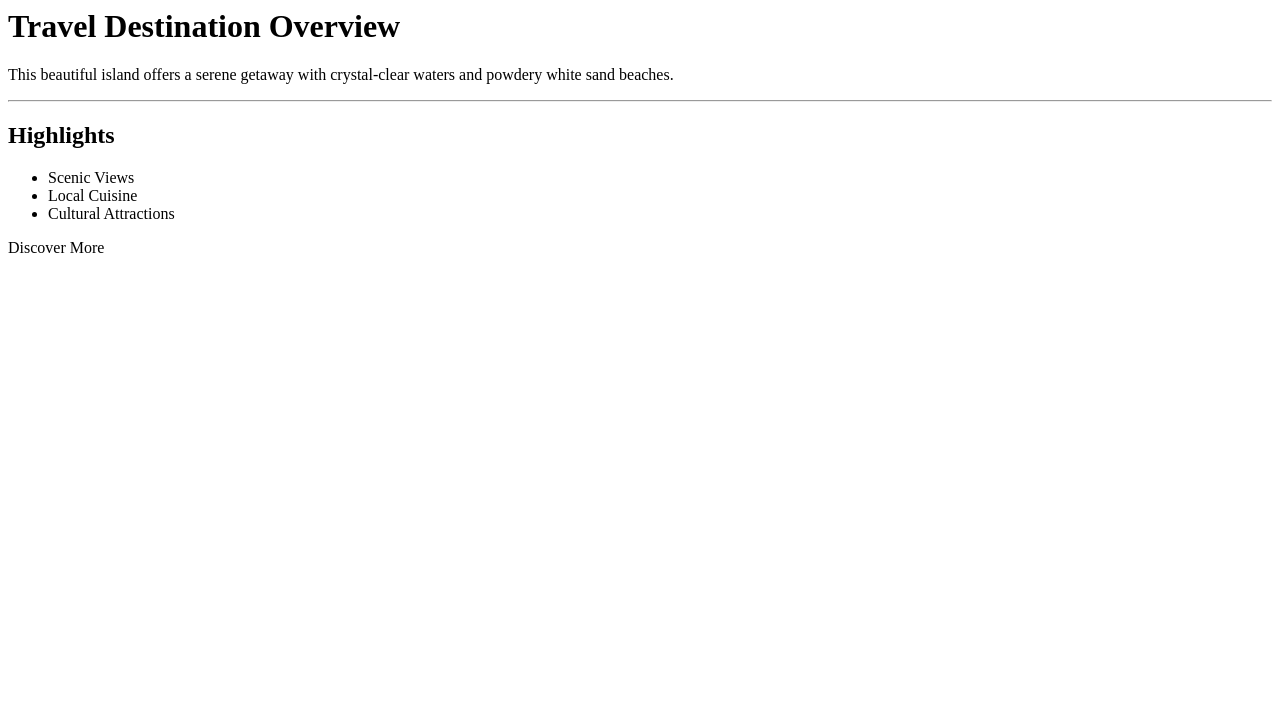 Travel Destination Overview
This beautiful island offers a serene getaway with crystal-clear waters and powdery white sand beaches.
Highlights
Scenic Views
Local Cuisine
Cultural Attractions
Discover More